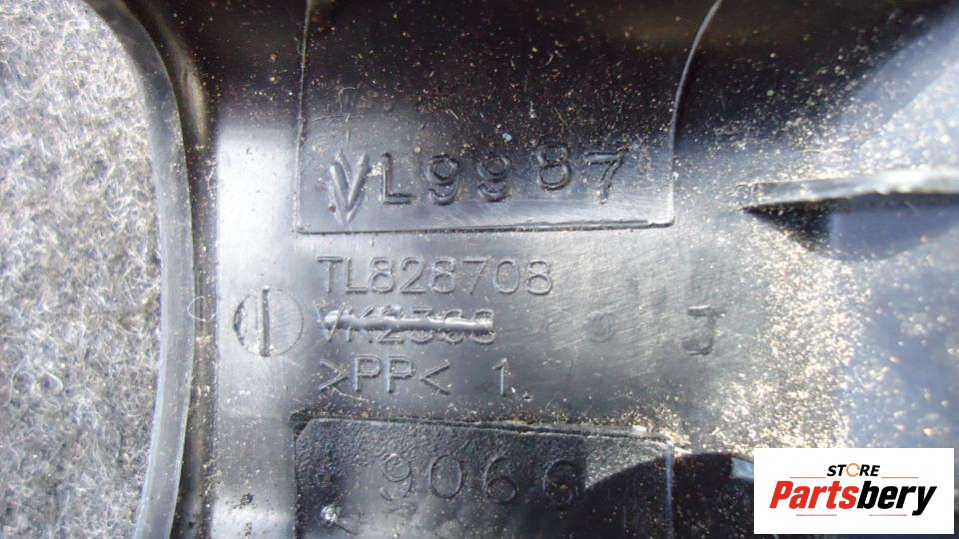 VL9987
TL828708
>PP< 1.
J
9066
STORE
Partsbery